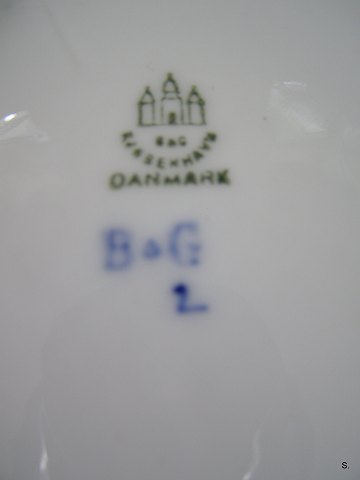 B&G
KJØBENHAVN
DANMARK
B&G
2
S.